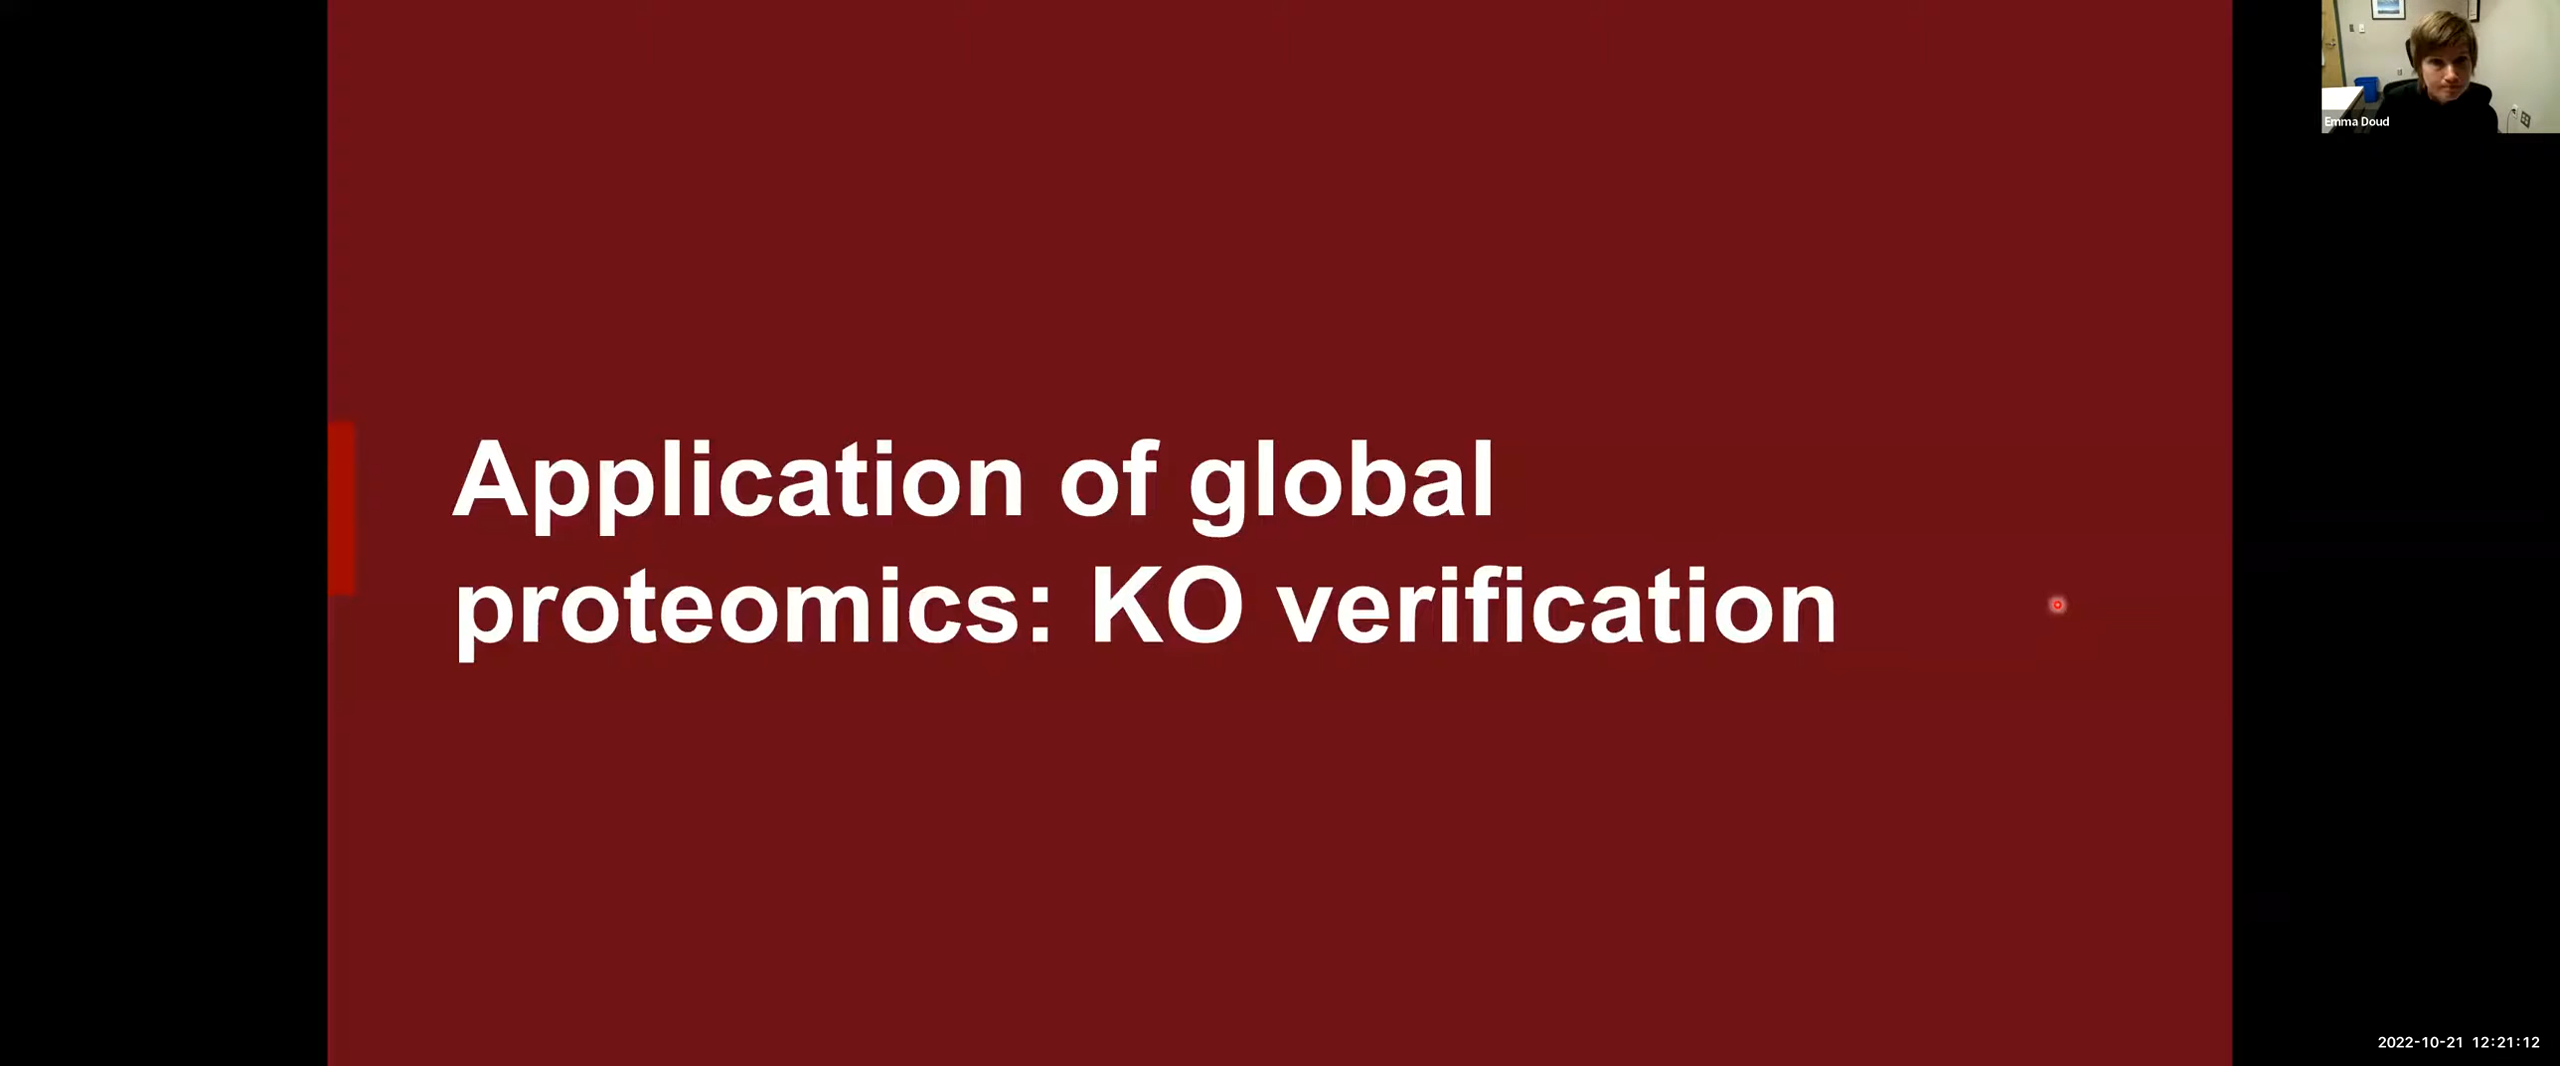 Emma Doud
Application of global
proteomics: KO verification
2022-10-21 12:21:12